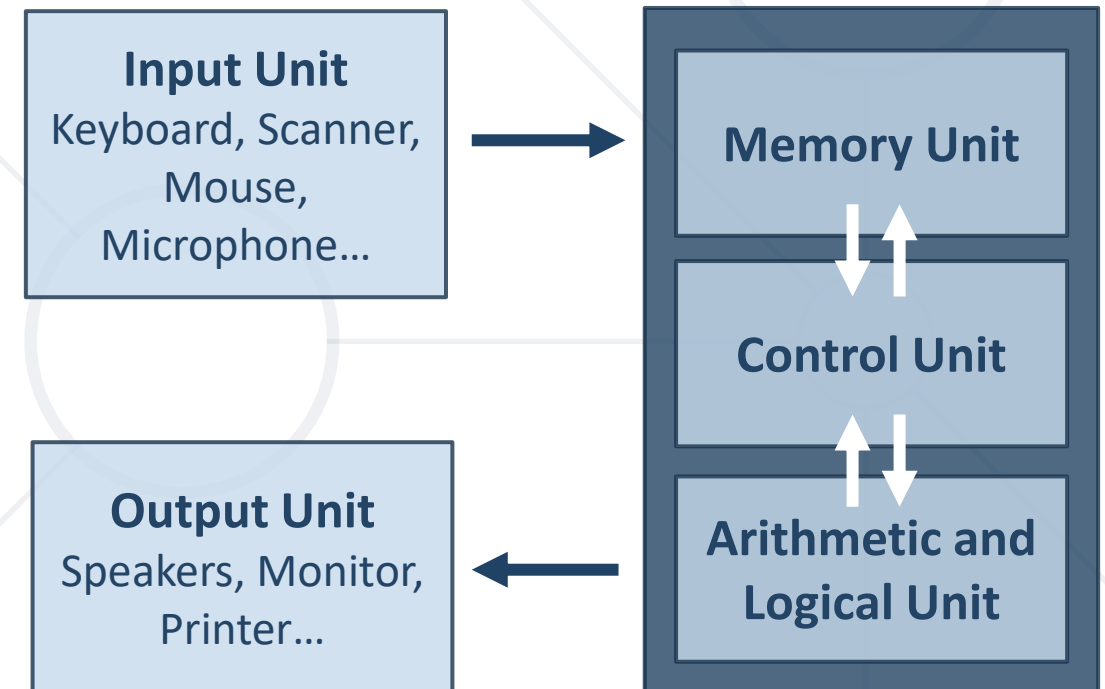 Input Unit
Keyboard, Scanner,
Mouse,
Microphone…
Memory Unit
Control Unit
Arithmetic and
Logical Unit
Output Unit
Speakers, Monitor,
Printer…